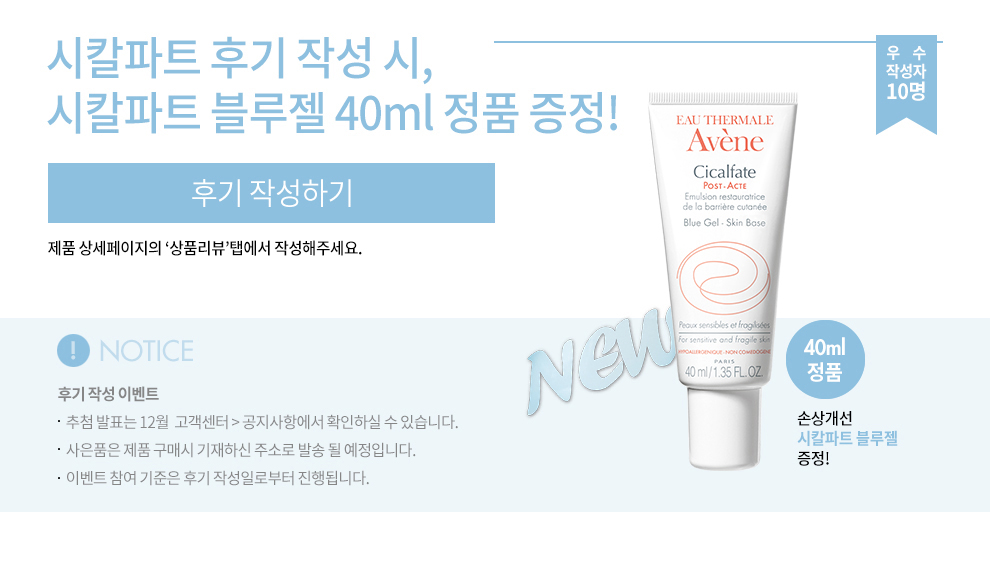 시칼파트 후기 작성 시,
시칼파트 블루젤 40ml 정품 증정!
우 수
작성자
10명
후기 작성하기
제품 상세페이지의 ‘상품리뷰’탭에서 작성해주세요.
EAU THERMALE
Avène
Cicalfate
POST-ACTE
Emulsion restauratrice
de la barrière cutanée
Blue Gel - Skin Base
Peaux sensibles et fragilisées
For sensitive and fragile skin
HYPOALLERGÉNIQUE - NON COMÉDOGÈNE
PARIS
40 ml/1.35 FL. OZ.
NEW
40ml
정품
손상개선
시칼파트 블루젤
증정!
! NOTICE
후기 작성 이벤트
· 추첨 발표는 12월 고객센터 > 공지사항에서 확인하실 수 있습니다.
· 사은품은 제품 구매시 기재하신 주소로 발송 될 예정입니다.
· 이벤트 참여 기준은 후기 작성일로부터 진행됩니다.